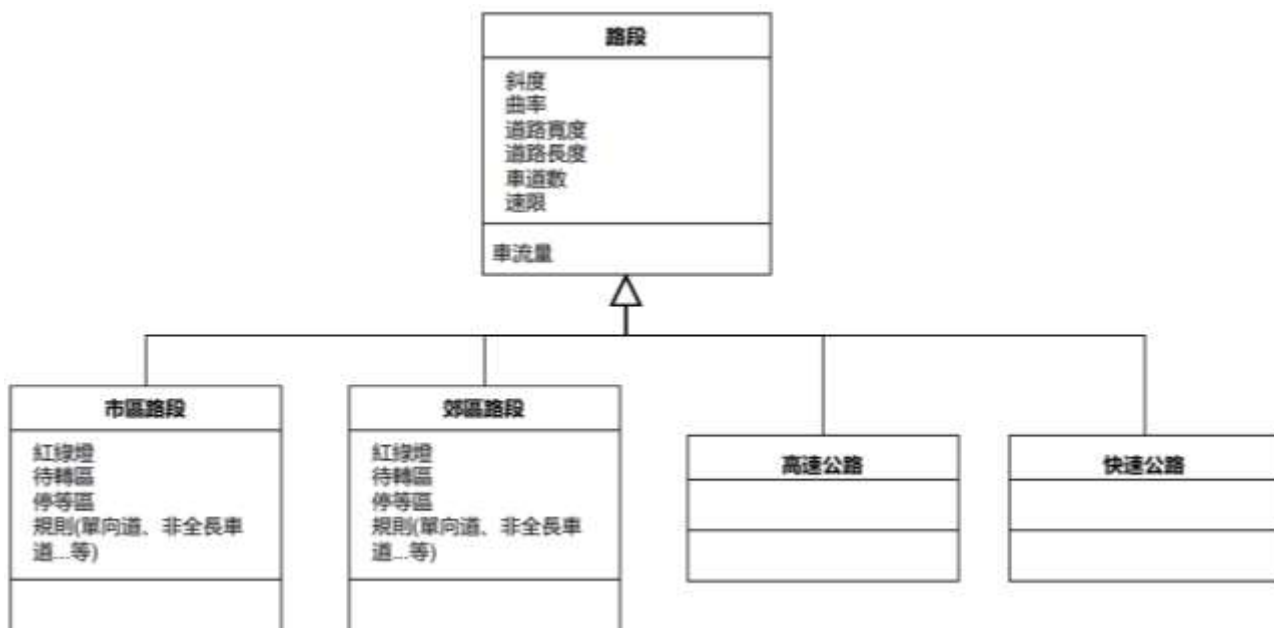 路段
斜度
曲率
道路寬度
道路長度
車道數
速限
車流量
市區路段
紅綠燈
待轉區
停等區
規則(單向道、非全長車
道...等)
郊區路段
紅綠燈
待轉區
停等區
規則(單向道、非全長車
道...等)
高速公路
快速公路